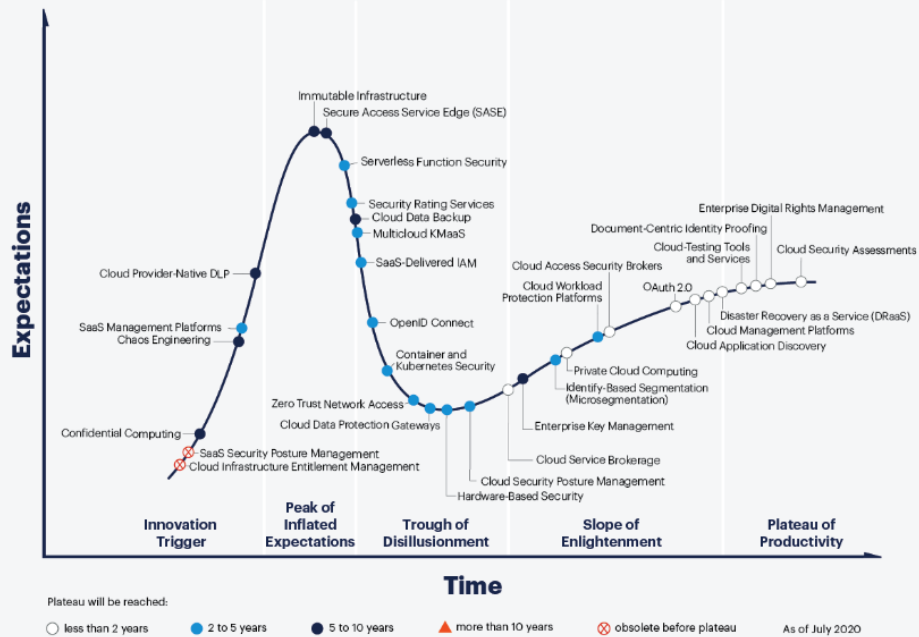 Immutable Infrastructure
Secure Access Service Edge (SASE)
Serverless Function Security
Security Rating Services
Cloud Data Backup
Multicloud KMaaS
SaaS-Delivered IAM
Cloud Provider-Native DLP
SaaS Management Platforms
Chaos Engineering
OpenID Connect
Container and
Kubernetes Security
Zero Trust Network Access
Cloud Data Protection Gateways
Confidential Computing
SaaS Security Posture Management
Cloud Infrastructure Entitlement Management
Enterprise Digital Rights Management
Document-Centric Identity Proofing
Cloud-Testing Tools
and Services
Cloud Security Assessments
Cloud Access Security Brokers
Cloud Workload
Protection Platforms
OAuth 2.0
Disaster Recovery as a Service (DRaaS)
Cloud Management Platforms
Cloud Application Discovery
Private Cloud Computing
Identify-Based Segmentation
(Microsegmentation)
Enterprise Key Management
Cloud Service Brokerage
Cloud Security Posture Management
Hardware-Based Security
Expectations
Innovation
Trigger
Peak of
Inflated
Expectations
Trough of
Disillusionment
Slope of
Enlightenment
Plateau of
Productivity
Time
Plateau will be reached:
less than 2 years
2 to 5 years
5 to 10 years
more than 10 years
obsolete before plateau
As of July 2020